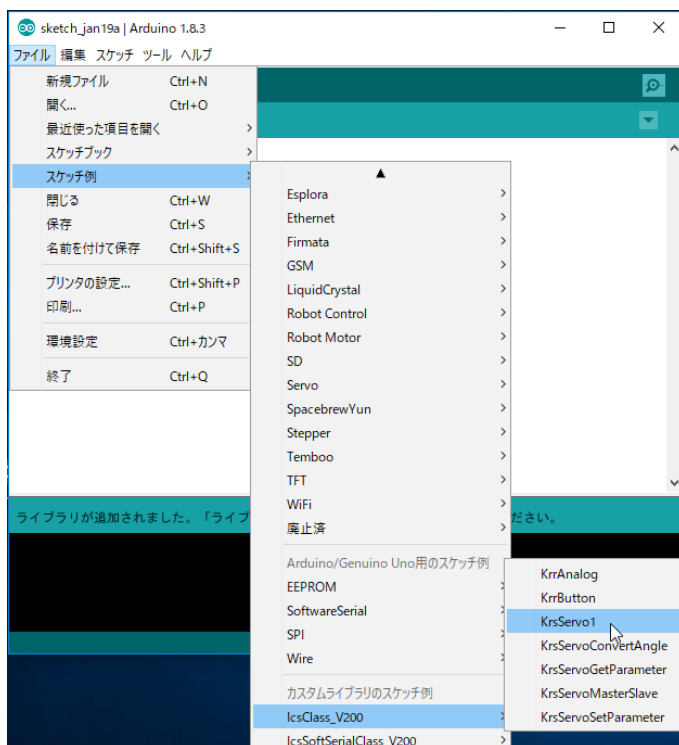 sketch_jan19a | Arduino 1.8.3
ファイル 編集 スケッチ ツール ヘルプ
新規ファイル Ctrl+N
開く... Ctrl+O
最近使った項目を開く
スケッチブック
スケッチ例
閉じる Ctrl+W
保存 Ctrl+S
名前を付けて保存 Ctrl+Shift+S
プリンタの設定... Ctrl+Shift+P
印刷... Ctrl+P
環境設定 Ctrl+カンマ
終了 Ctrl+Q
Esplora
Ethernet
Firmata
GSM
LiquidCrystal
Robot Control
Robot Motor
SD
Servo
SpacebrewYun
Stepper
Temboo
TFT
WiFi
廃止済
Arduino/Genuino Uno用のスケッチ例
EEPROM
SoftwareSerial
SPI
Wire
カスタムライブラリのスケッチ例
IcsClass_V200
IcsSoftSerialClass_V200
KrrAnalog
KrrButton
KrsServo1
KrsServoConvertAngle
KrsServoGetParameter
KrsServoMasterSlave
KrsServoSetParameter
ライブラリが追加されました。「ライブ ださい。